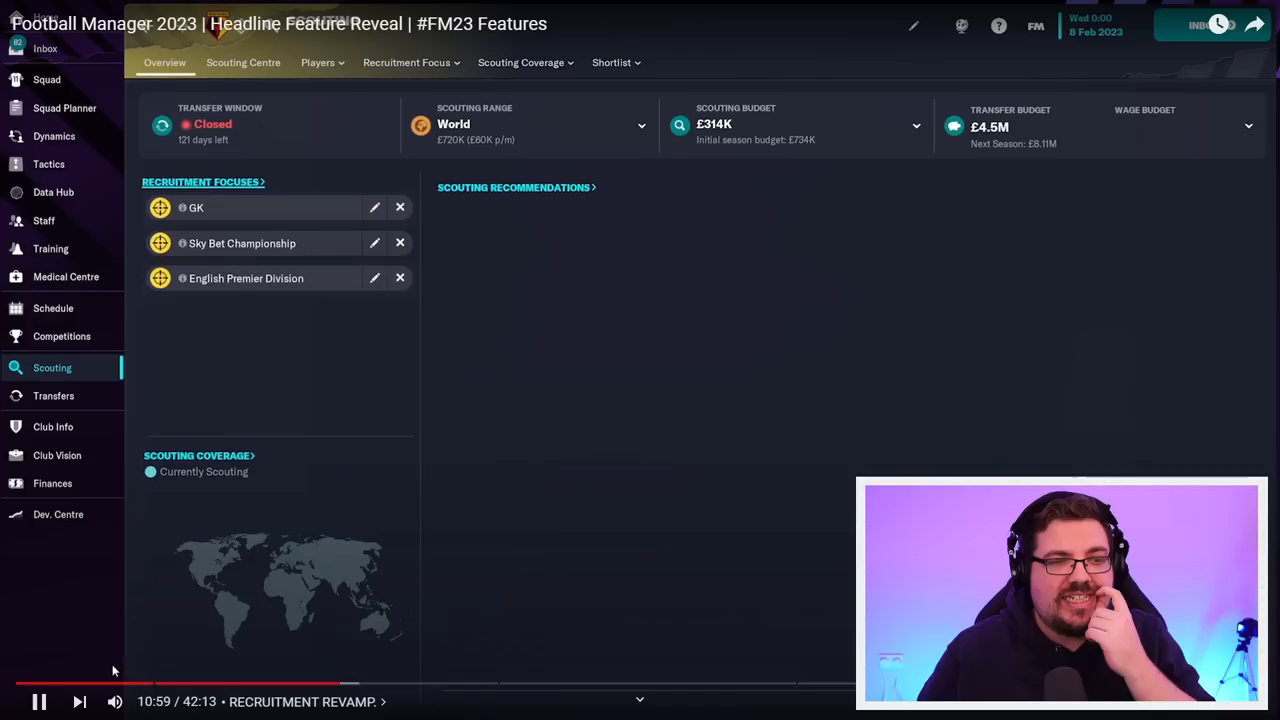 Football Manager 2023 | Headline Feature Reveal | #FM23 Features
FM
Wed 0:00
8 Feb 2023
82
Inbox
Squad
Squad Planner
Dynamics
Tactics
Data Hub
Staff
Training
Medical Centre
Schedule
Competitions
Scouting
Transfers
Club Info
Club Vision
Finances
Dev. Centre
Overview
Scouting Centre
Players
Recruitment Focus
Scouting Coverage
Shortlist
TRANSFER WINDOW
Closed
121 days left
SCOUTING RANGE
World
£720K (£60K p/m)
SCOUTING BUDGET
£314K
Initial season budget: £734K
TRANSFER BUDGET
£4.5M
Next Season: £8.11M
WAGE BUDGET
RECRUITMENT FOCUSES >
GK
Sky Bet Championship
English Premier Division
SCOUTING RECOMMENDATIONS >
SCOUTING COVERAGE >
Currently Scouting
10:59 / 42:13 • RECRUITMENT REVAMP. >